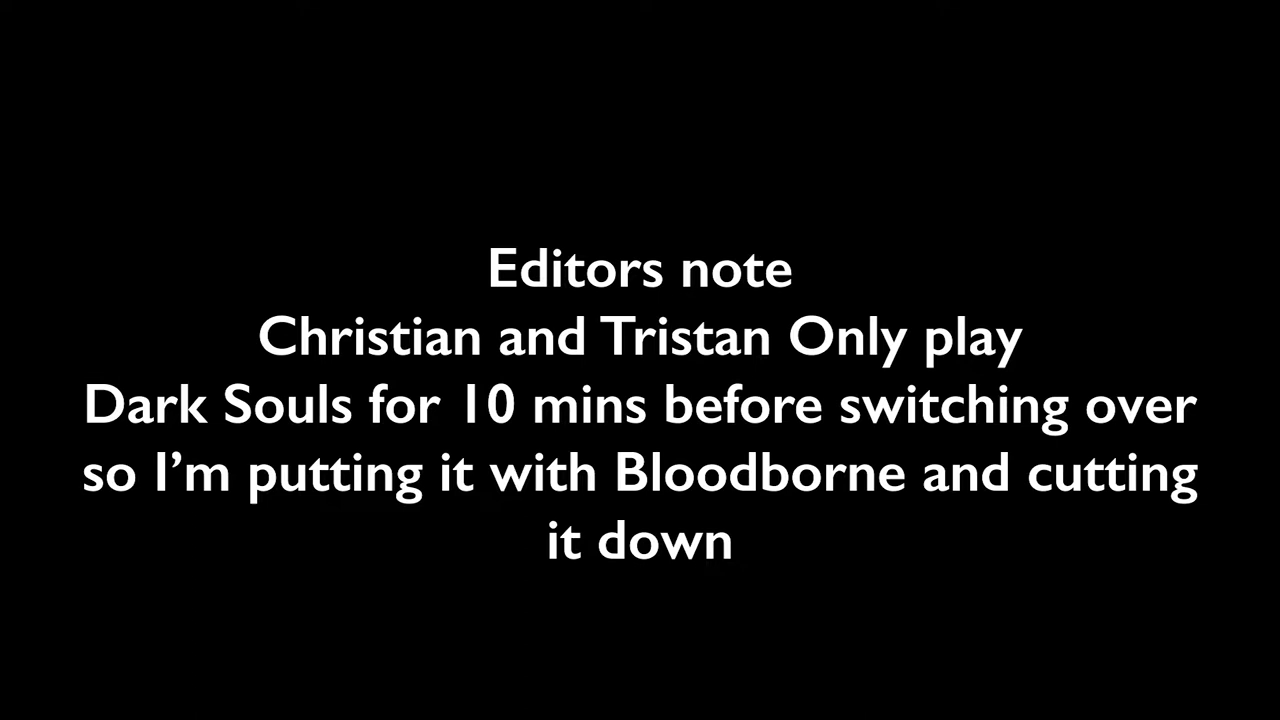 Editors note
Christian and Tristan Only play
Dark Souls for 10 mins before switching over
so I’m putting it with Bloodborne and cutting
it down